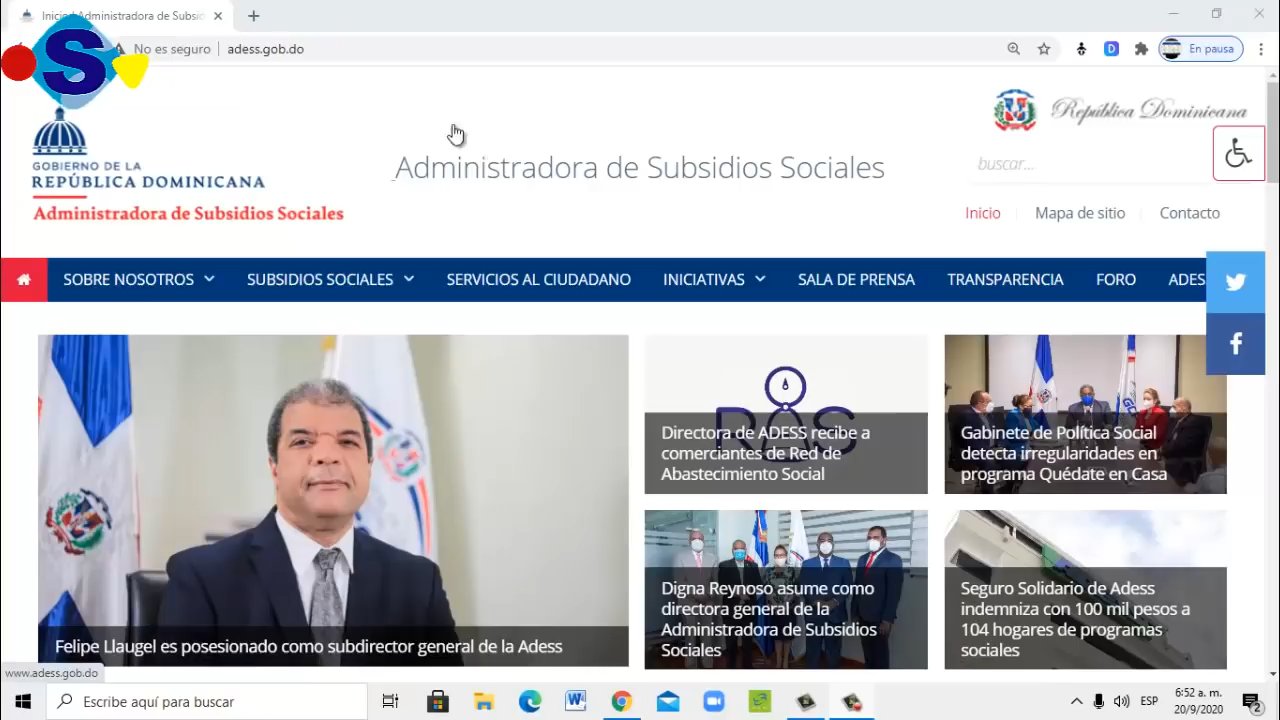 Inicio Administradora de Subsid
No es seguro
adess.gob.do
En pausa
S
GOBIERNO DE LA
REPÚBLICA DOMINICANA
Administradora de Subsidios Sociales
Administradora de Subsidios Sociales
República Dominicana
buscar...
Inicio
Mapa de sitio
Contacto
SOBRE NOSOTROS
SUBSIDIOS SOCIALES
SERVICIOS AL CIUDADANO
INICIATIVAS
SALA DE PRENSA
TRANSPARENCIA
FORO
ADES
Felipe Llaugel es posesionado como subdirector general de la Adess
RAS
Directora de ADESS recibe a
comerciantes de Red de
Abastecimiento Social
Gabinete de Política Social
detecta irregularidades en
programa Quédate en Casa
Digna Reynoso asume como
directora general de la
Administradora de Subsidios
Sociales
Seguro Solidario de Adess
indemniza con 100 mil pesos a
104 hogares de programas
sociales
www.adess.gob.do
Escribe aquí para buscar
ESP
6:52 a. m.
20/9/2020
2